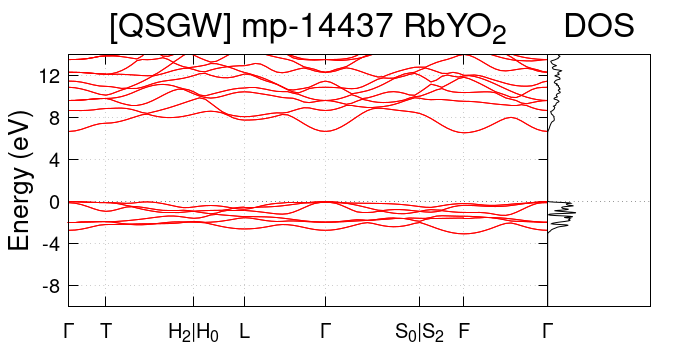 [QSGW] mp-14437 RbYO₂ DOS
Energy (eV)
12
8
4
0
-4
-8
Γ T H₂|H₀ L Γ S₀|S₂ F Γ